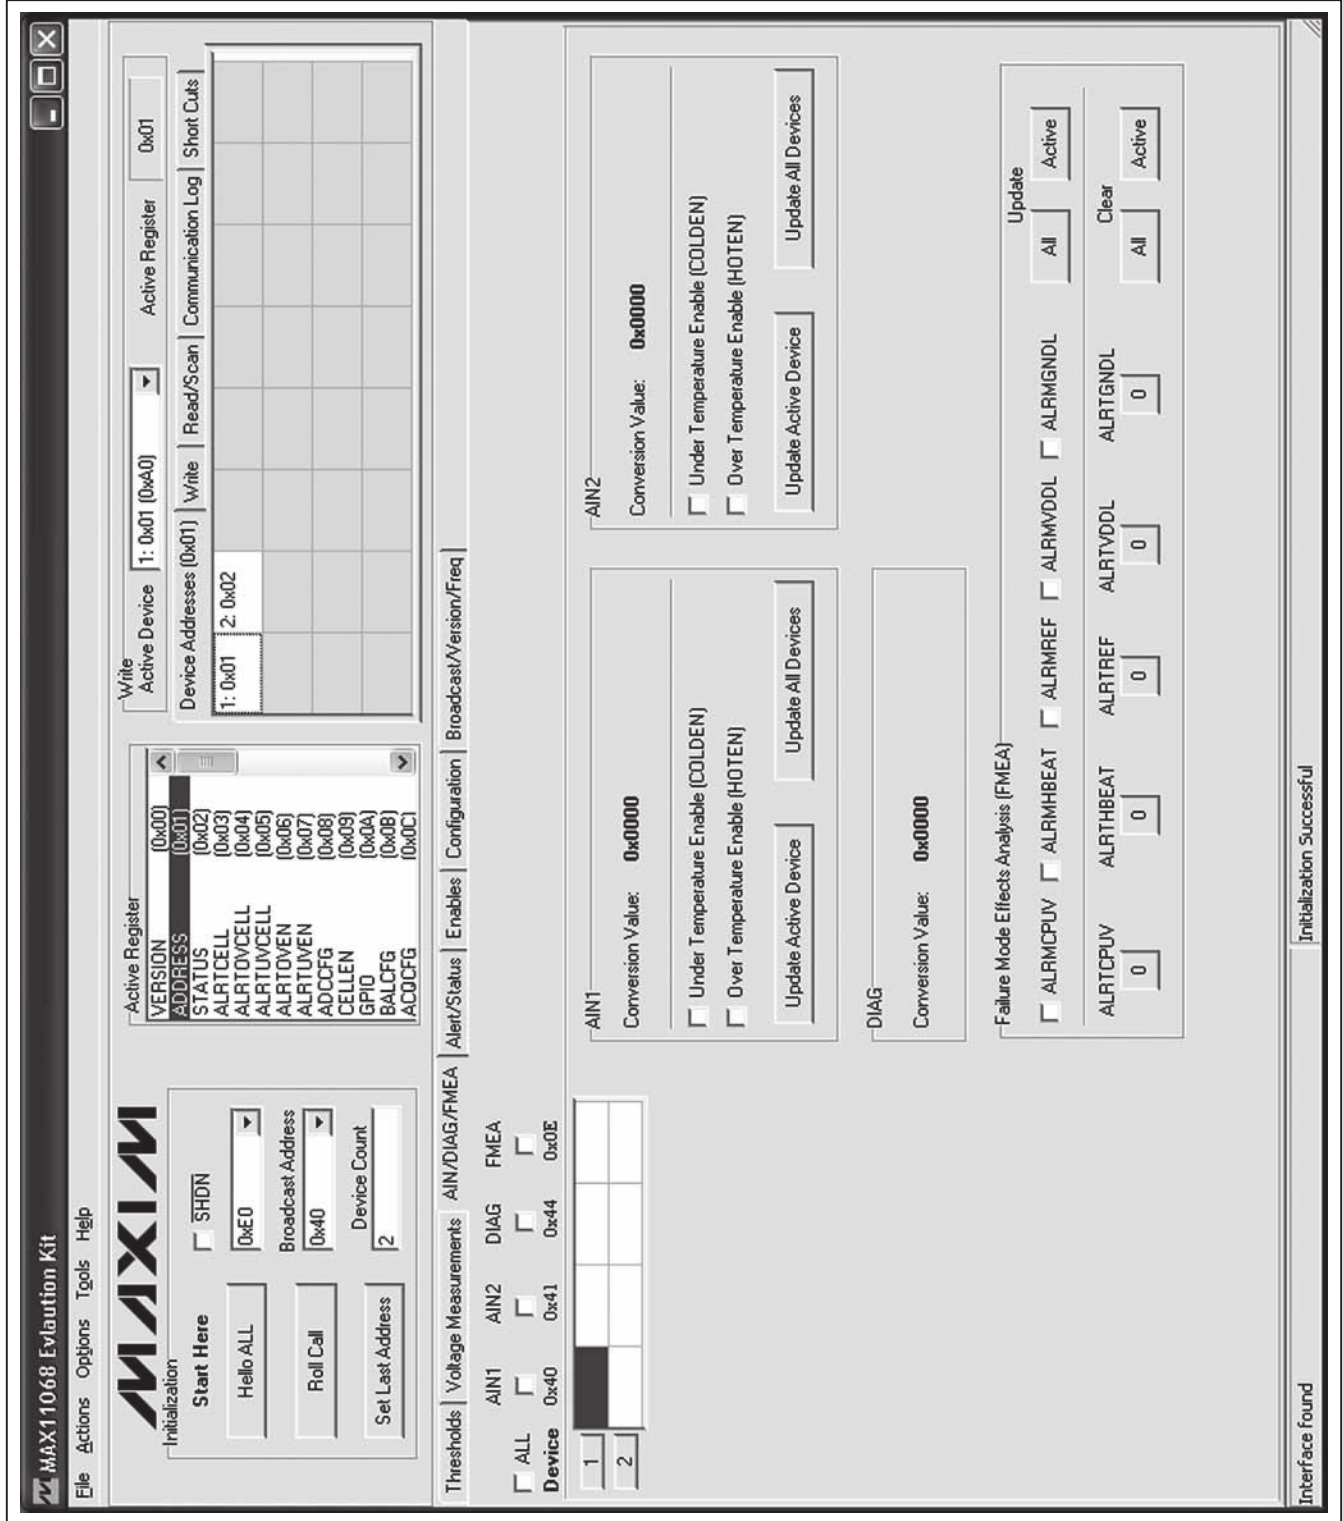 MAX11068 Evlaution Kit
File Actions Options Tools Help
MAXIM
Initialization
Start Here
SHDN
Hello ALL
0xE0
Broadcast Address
Roll Call
0x40
Device Count
Set Last Address
2
Active Register
VERSION (0x00)
ADDRESS (0x01)
STATUS (0x02)
ALRTCELL (0x03)
ALRTOVCELL (0x04)
ALRTUVCELL (0x05)
ALRTOVEN (0x06)
ALRTUVEN (0x07)
ADCCFG (0x08)
CELLEN (0x09)
GPIO (0x0A)
BALCFG (0x0B)
ACQCFG (0x0C)
Write
Active Device 1: 0x01 (0xA0) Active Register 0x01
Device Addresses (0x01) Write Read/Scan Communication Log Short Cuts
1: 0x01 2: 0x02
Thresholds Voltage Measurements AIN/DIAG/FMEA Alert/Status Enables Configuration Broadcast/Version/Freq
AIN1 AIN2 DIAG FMEA
ALL
Device 0x40 0x41 0x44 0x0E
1
2
AIN1
Conversion Value: 0x0000
Under Temperature Enable (COLDEN)
Over Temperature Enable (HOTEN)
Update Active Device Update All Devices
AIN2
Conversion Value: 0x0000
Under Temperature Enable (COLDEN)
Over Temperature Enable (HOTEN)
Update Active Device Update All Devices
DIAG
Conversion Value: 0x0000
Failure Mode Effects Analysis (FMEA)
Update
ALRMCPUV ALRMHBEAT ALRMREF ALRMVDDL ALRMGNDL All Active
Clear
ALRTCPUV ALRTHBEAT ALRTREF ALRTVDDL ALRTGNDL
0 0 0 0 0 All Active
Interface Found Initialization Successful